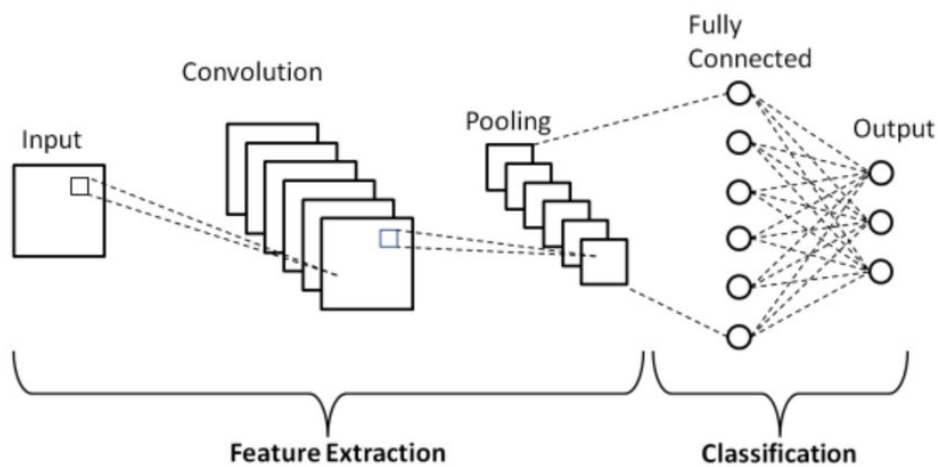 Fully
Connected
Convolution
Pooling
Output
Input
Feature Extraction
Classification